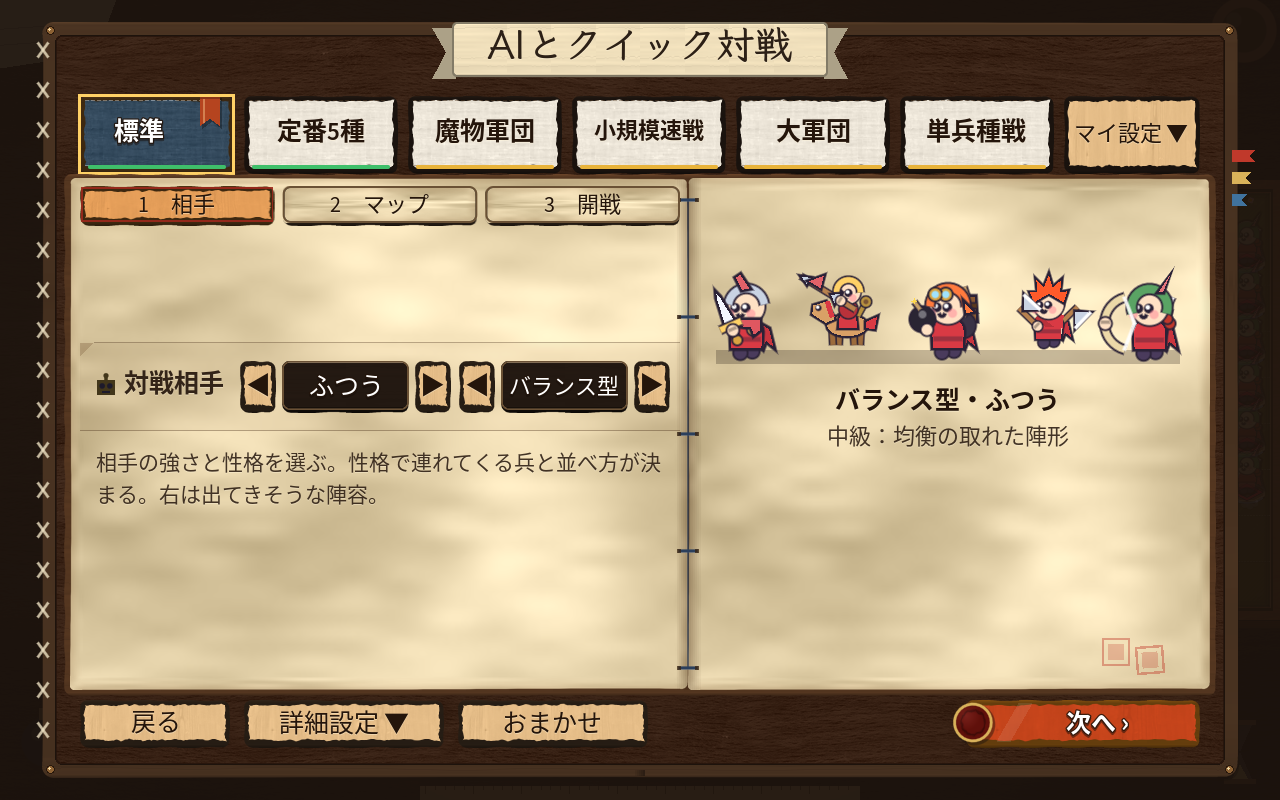 AIとクイック対戦
標準
定番5種
魔物軍団
小規模速戦
大軍団
単兵種戦
マイ設定▼
1 相手
2 マップ
3 開戦
対戦相手
◀ ふつう ▶
◀ バランス型 ▶
相手の強さと性格を選ぶ。性格で連れてくる兵と並べ方が決
まる。右は出てきそうな陣容。
バランス型・ふつう
中級：均衡の取れた陣形
戻る
詳細設定▼
おまかせ
次へ ›